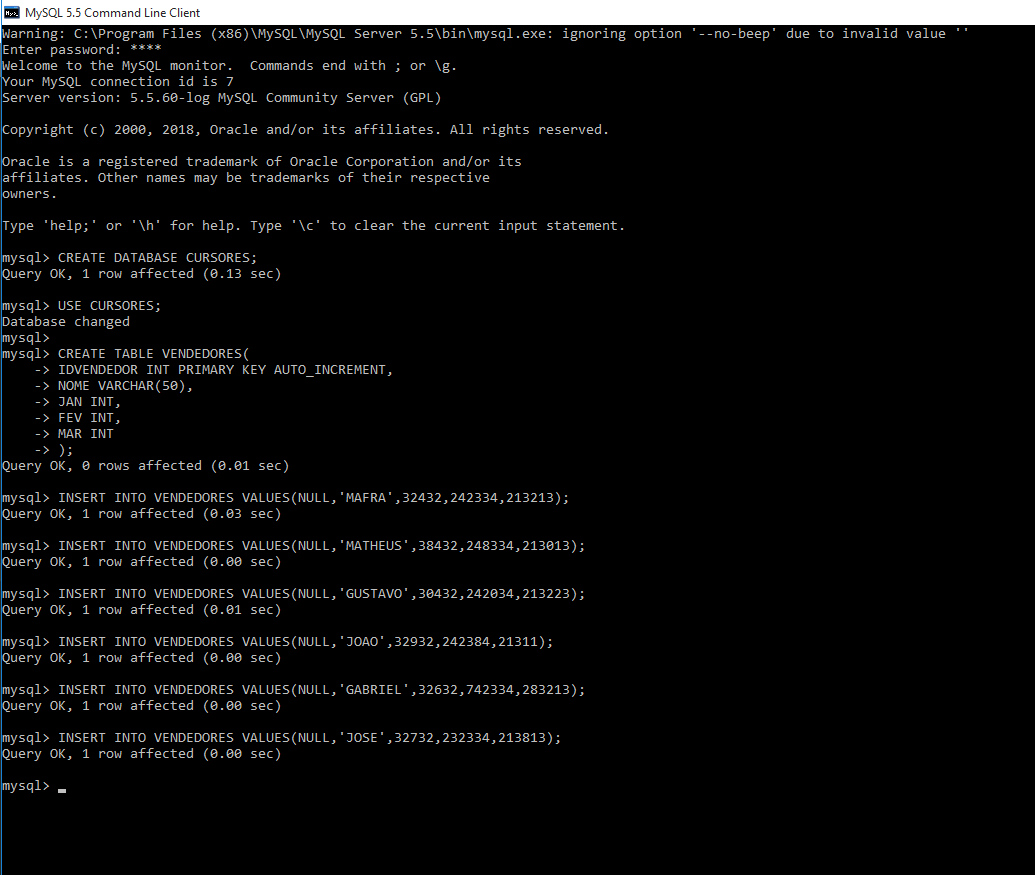 MySQL 5.5 Command Line Client
Warning: C:\Program Files (x86)\MySQL\MySQL Server 5.5\bin\mysql.exe: ignoring option '--no-beep' due to invalid value ''
Enter password: ****
Welcome to the MySQL monitor.  Commands end with ; or \g.
Your MySQL connection id is 7
Server version: 5.5.60-log MySQL Community Server (GPL)

Copyright (c) 2000, 2018, Oracle and/or its affiliates. All rights reserved.

Oracle is a registered trademark of Oracle Corporation and/or its
affiliates. Other names may be trademarks of their respective
owners.

Type 'help;' or '\h' for help. Type '\c' to clear the current input statement.

mysql> CREATE DATABASE CURSORES;
Query OK, 1 row affected (0.13 sec)

mysql> USE CURSORES;
Database changed
mysql>
mysql> CREATE TABLE VENDEDORES(
    -> IDVENDEDOR INT PRIMARY KEY AUTO_INCREMENT,
    -> NOME VARCHAR(50),
    -> JAN INT,
    -> FEV INT,
    -> MAR INT
    -> );
Query OK, 0 rows affected (0.01 sec)

mysql> INSERT INTO VENDEDORES VALUES(NULL,'MAFRA',32432,242334,213213);
Query OK, 1 row affected (0.03 sec)

mysql> INSERT INTO VENDEDORES VALUES(NULL,'MATHEUS',38432,248334,213013);
Query OK, 1 row affected (0.00 sec)

mysql> INSERT INTO VENDEDORES VALUES(NULL,'GUSTAVO',30432,242034,213223);
Query OK, 1 row affected (0.01 sec)

mysql> INSERT INTO VENDEDORES VALUES(NULL,'JOAO',32932,242384,21311);
Query OK, 1 row affected (0.00 sec)

mysql> INSERT INTO VENDEDORES VALUES(NULL,'GABRIEL',32632,742334,283213);
Query OK, 1 row affected (0.00 sec)

mysql> INSERT INTO VENDEDORES VALUES(NULL,'JOSE',32732,232334,213813);
Query OK, 1 row affected (0.00 sec)

mysql>